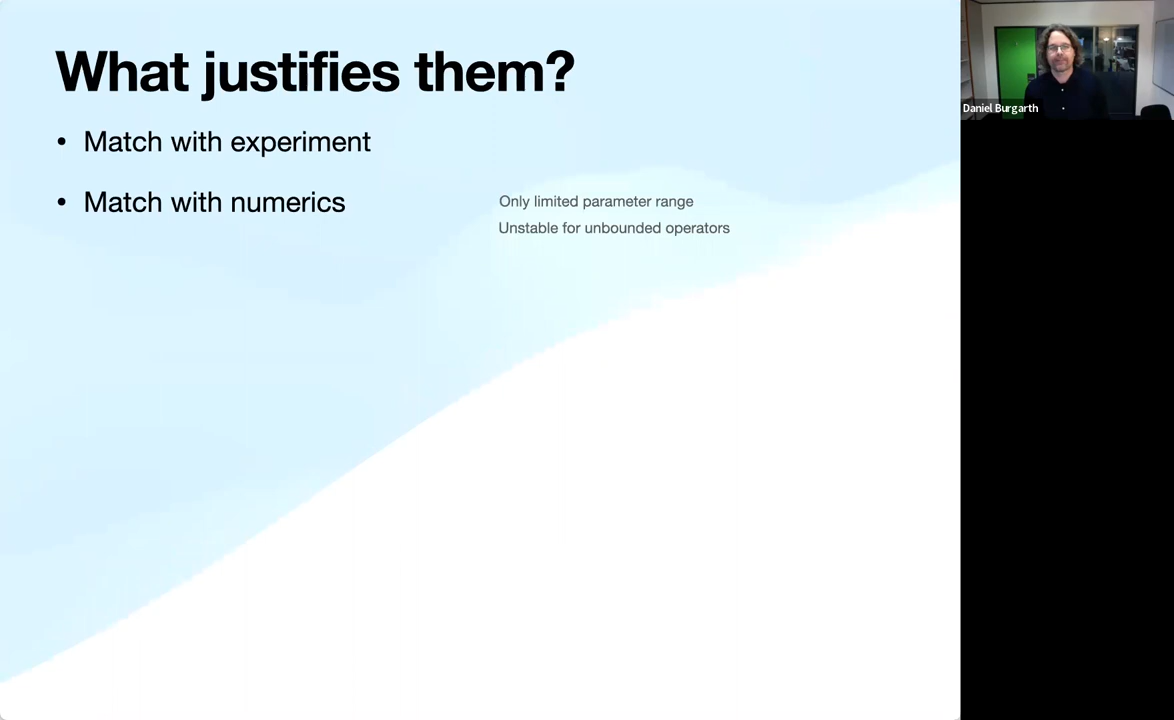 What justifies them?
• Match with experiment
• Match with numerics
Only limited parameter range
Unstable for unbounded operators
Daniel Burgarth